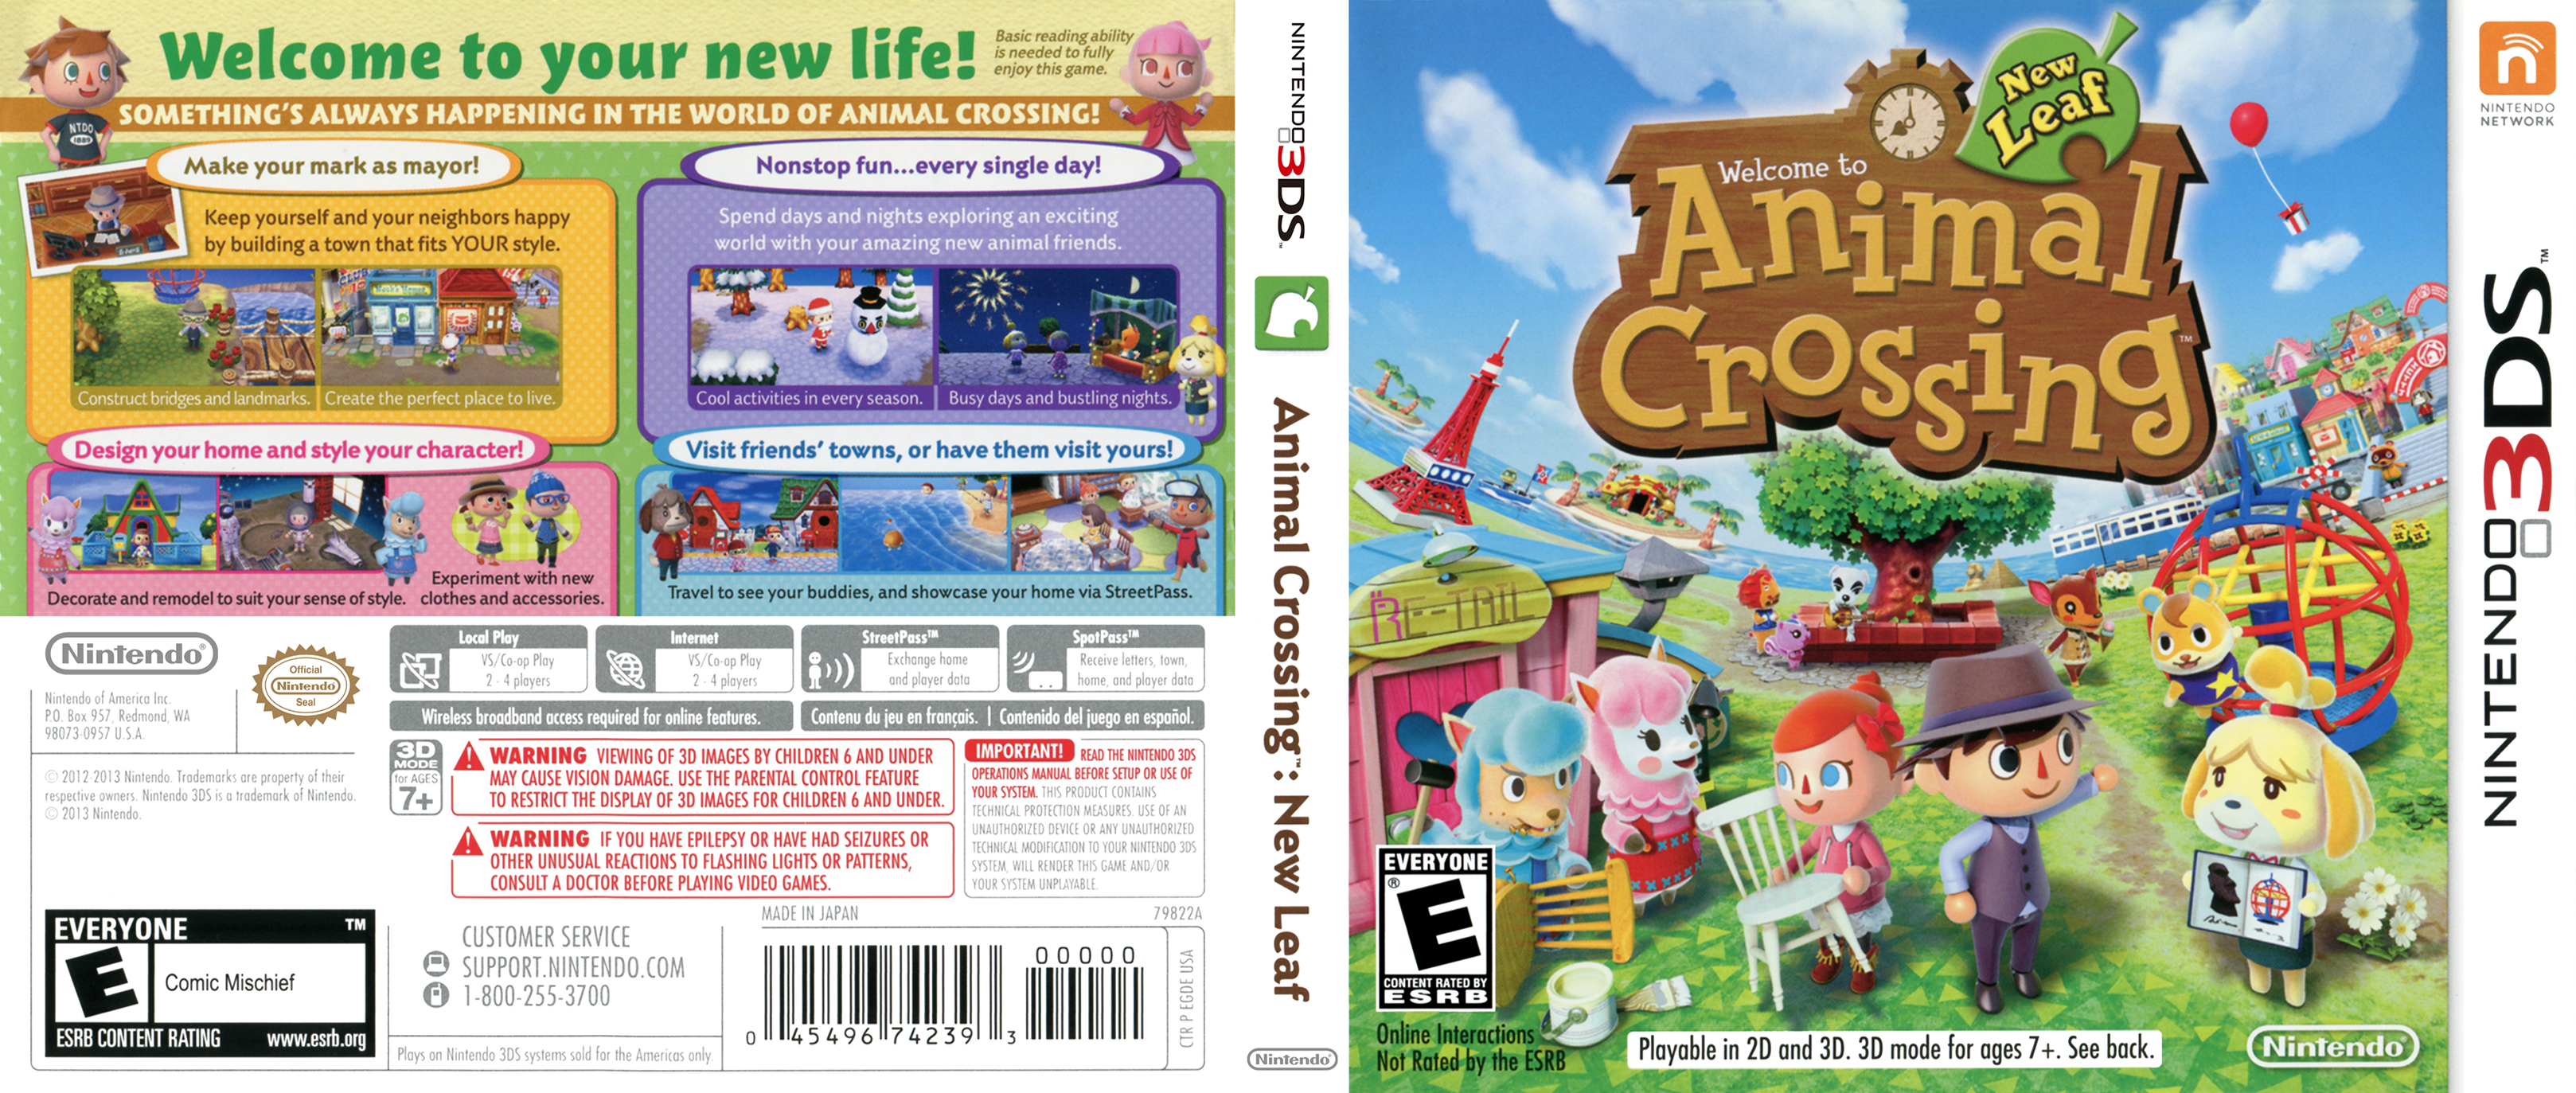 Welcome to your new life!
Basic reading ability
is needed to fully
enjoy this game.
SOMETHING'S ALWAYS HAPPENING IN THE WORLD OF ANIMAL CROSSING!
NTDO
1889
Make your mark as mayor!
Keep yourself and your neighbors happy
by building a town that fits YOUR style.
CLUB
Construct bridges and landmarks.
Create the perfect place to live.
Nonstop fun...every single day!
Spend days and nights exploring an exciting
world with your amazing new animal friends.
Cool activities in every season.
Busy days and bustling nights.
Design your home and style your character!
Decorate and remodel to suit your sense of style.
Experiment with new
clothes and accessories.
Visit friends' towns, or have them visit yours!
Travel to see your buddies, and showcase your home via StreetPass.
Nintendo®
Nintendo of America Inc.
P.O. Box 957, Redmond, WA
98073-0957 U.S.A.
Official
Nintendo
Seal
© 2012-2013 Nintendo. Trademarks are property of their
respective owners. Nintendo 3DS is a trademark of Nintendo.
© 2013 Nintendo.
Local Play
VS/Co-op Play
2 - 4 players
Internet
VS/Co-op Play
2 - 4 players
StreetPass™
Exchange home
and player data
SpotPass™
Receive letters, town,
home, and player data
Wireless broadband access required for online features.
Contenu du jeu en français. | Contenido del juego en español.
3D
MODE
for AGES
7+
WARNING VIEWING OF 3D IMAGES BY CHILDREN 6 AND UNDER
MAY CAUSE VISION DAMAGE. USE THE PARENTAL CONTROL FEATURE
TO RESTRICT THE DISPLAY OF 3D IMAGES FOR CHILDREN 6 AND UNDER.
WARNING IF YOU HAVE EPILEPSY OR HAVE HAD SEIZURES OR
OTHER UNUSUAL REACTIONS TO FLASHING LIGHTS OR PATTERNS,
CONSULT A DOCTOR BEFORE PLAYING VIDEO GAMES.
IMPORTANT! READ THE NINTENDO 3DS
OPERATIONS MANUAL BEFORE SETUP OR USE OF
YOUR SYSTEM. THIS PRODUCT CONTAINS
TECHNICAL PROTECTION MEASURES. USE OF AN
UNAUTHORIZED DEVICE OR ANY UNAUTHORIZED
TECHNICAL MODIFICATION TO YOUR NINTENDO 3DS
SYSTEM, WILL RENDER THIS GAME AND/OR
YOUR SYSTEM UNPLAYABLE.
MADE IN JAPAN
79822A
EVERYONE ™
E
Comic Mischief
ESRB CONTENT RATING www.esrb.org
CUSTOMER SERVICE
SUPPORT.NINTENDO.COM
1-800-255-3700
Plays on Nintendo 3DS systems sold for the Americas only.
00000
0 45496 74239 3
CTR P EGDE USA
NINTENDO 3DS™
Animal Crossing™: New Leaf
Nintendo®
New
Leaf
Welcome to
Animal
Crossing™
RE-TAIL
EVERYONE
®
E
CONTENT RATED BY
ESRB
Online Interactions
Not Rated by the ESRB
Playable in 2D and 3D. 3D mode for ages 7+. See back.
Nintendo®
n
NINTENDO
NETWORK
NINTENDO 3DS™